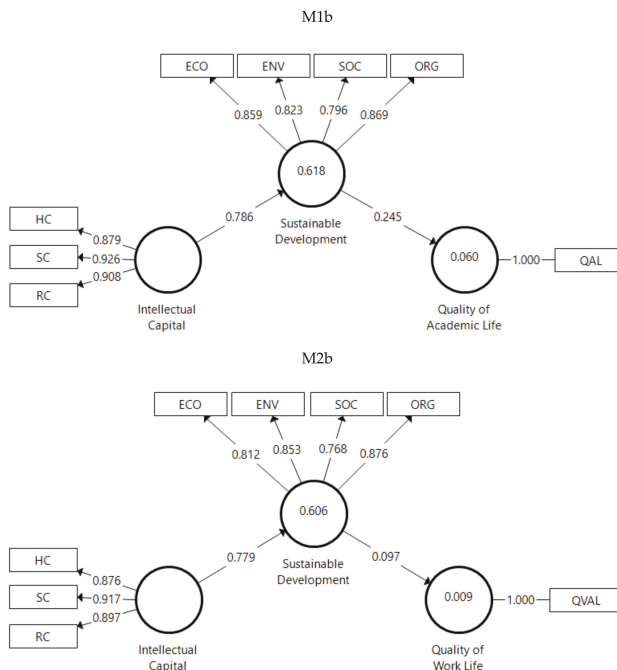 M1b
ECO ENV SOC ORG
0.859 0.823 0.796 0.869
0.618
HC
0.786
Sustainable
Development
0.245
0.879
SC
0.926
0.908
RC
0.060
1.000
QAL
Intellectual
Capital
Quality of
Academic Life
M2b
ECO ENV SOC ORG
0.812 0.853 0.768 0.876
0.606
HC
0.779
Sustainable
Development
0.097
0.876
SC
0.917
0.897
RC
0.009
1.000
QVAL
Intellectual
Capital
Quality of
Work Life